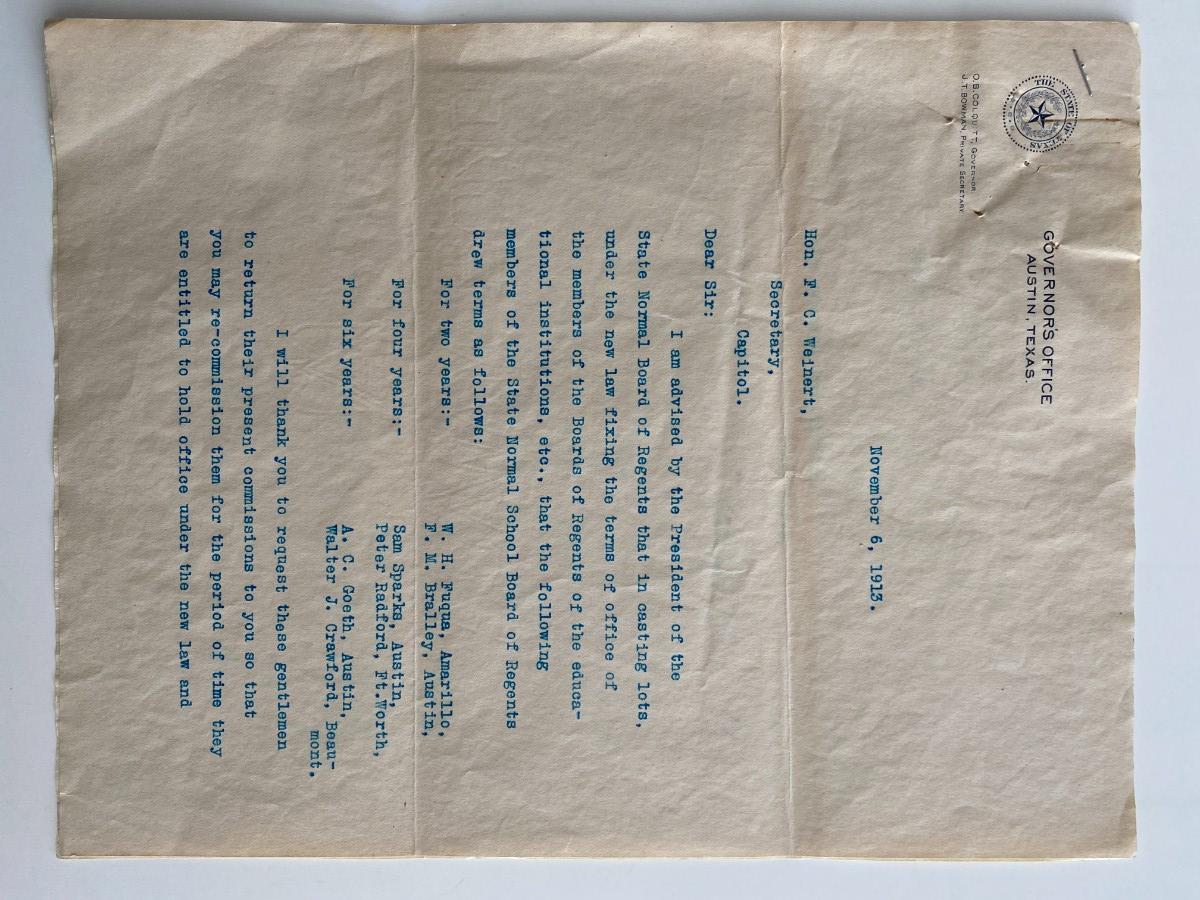 THE STATE OF TEXAS
O.B. COLQUITT, GOVERNOR
J.T. BOWMAN, PRIVATE SECRETARY
GOVERNOR'S OFFICE
AUSTIN, TEXAS.
November 6, 1913.
Hon. F. C. Weinert,
Secretary,
Capitol.
Dear Sir:
I am advised by the President of the
State Normal Board of Regents that in casting lots,
under the new law fixing the terms of office of
the members of the Boards of Regents of the educa-
tional institutions, etc., that the following
members of the State Normal School Board of Regents
drew terms as follows:
For two years:- W. H. Fuqua, Amarillo,
F. M. Bralley, Austin,
For four years:- Sam Sparks, Austin,
Peter Radford, Ft.Worth,
For six years:- A. C. Goeth, Austin,
Walter J. Crawford, Beau-
mont.
I will thank you to request these gentlemen
to return their present commissions to you so that
you may re-commission them for the period of time they
are entitled to hold office under the new law and